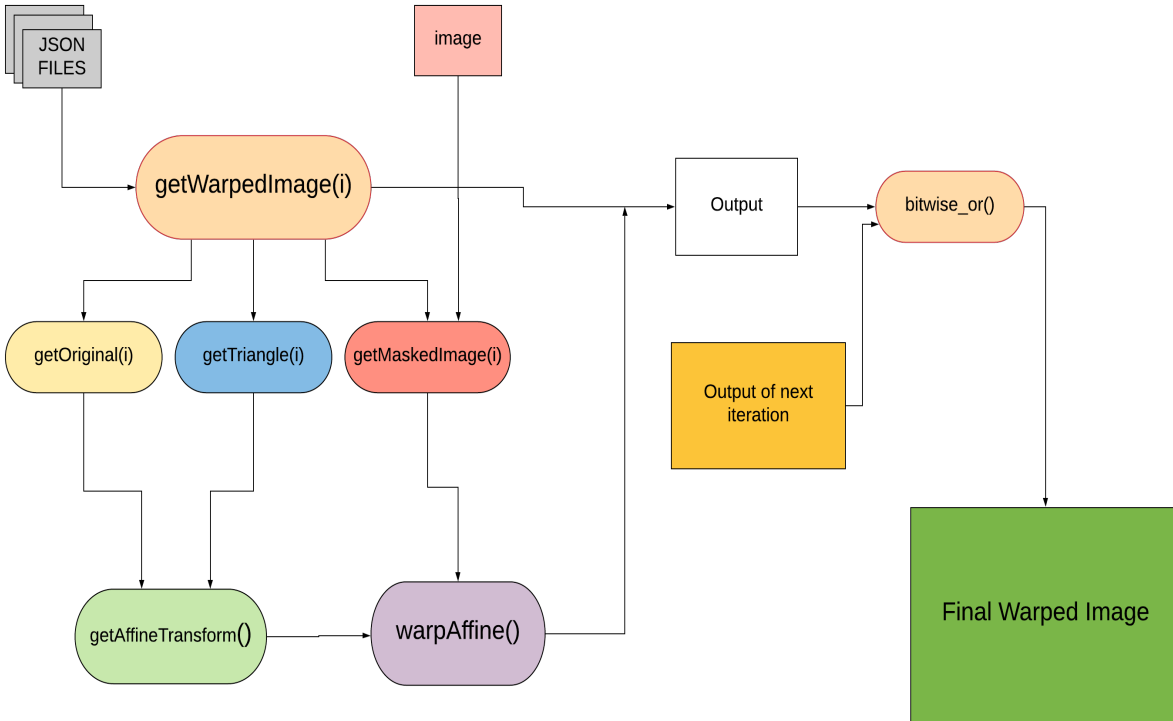 JSON
FILES
image
getWarpedImage(i)
Output
bitwise_or()
getOriginal(i)
getTriangle(i)
getMaskedImage(i)
Output of next
iteration
getAffineTransform()
warpAffine()
Final Warped Image